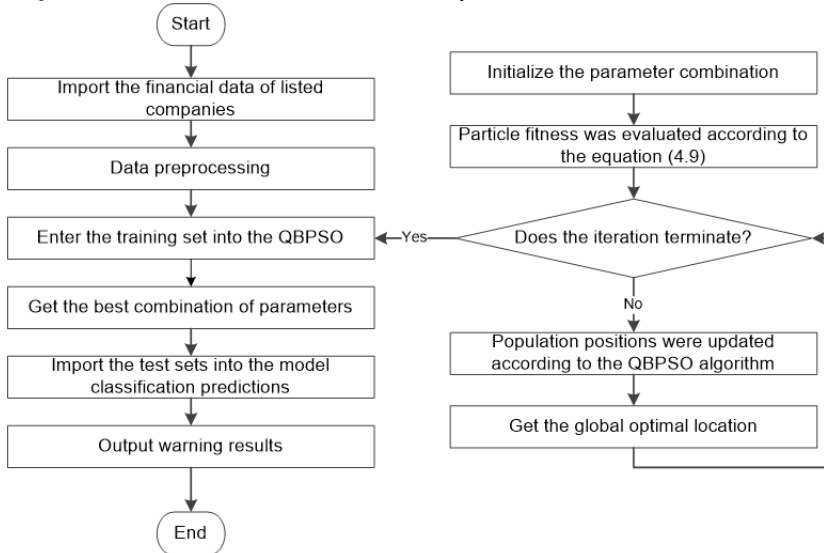 Start
Import the financial data of listed
companies
Data preprocessing
Enter the training set into the QBPSO
Get the best combination of parameters
Import the test sets into the model
classification predictions
Output warning results
End
Initialize the parameter combination
Particle fitness was evaluated according to
the equation (4.9)
Does the iteration terminate?
Yes
No
Population positions were updated
according to the QBPSO algorithm
Get the global optimal location